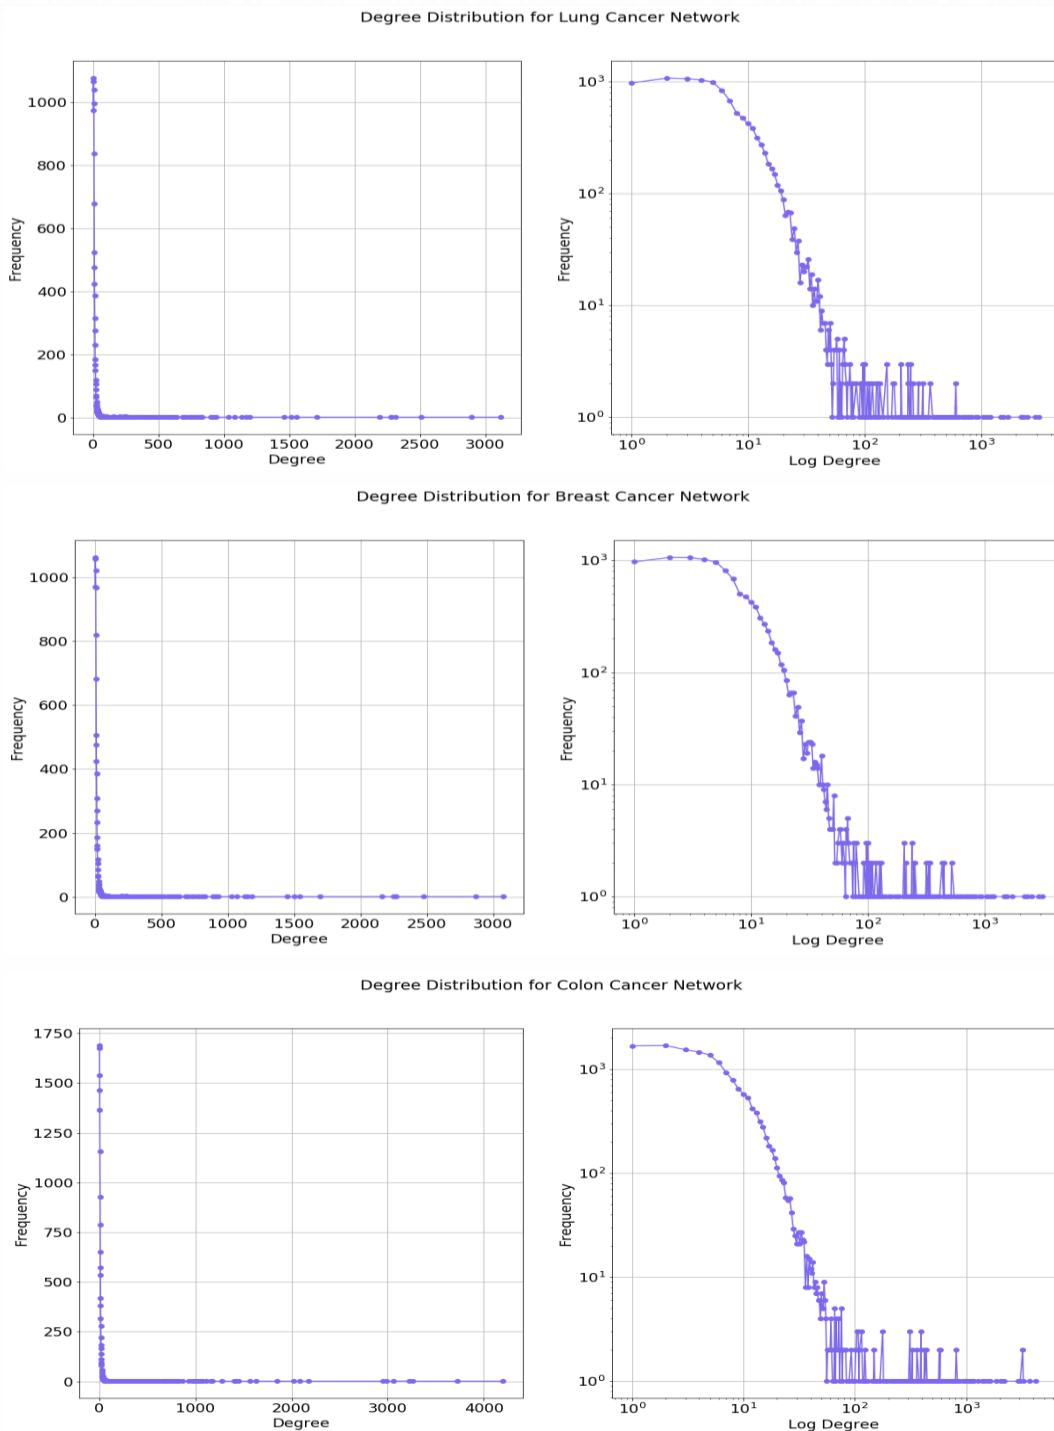 Degree Distribution for Lung Cancer Network
Frequency
1000
800
600
400
200
0
0 500 1000 1500 2000 2500 3000
Degree
Frequency
10³
10²
10¹
10⁰
10⁰ 10¹ 10² 10³
Log Degree
Degree Distribution for Breast Cancer Network
Frequency
1000
800
600
400
200
0
0 500 1000 1500 2000 2500 3000
Degree
Frequency
10³
10²
10¹
10⁰
10⁰ 10¹ 10² 10³
Log Degree
Degree Distribution for Colon Cancer Network
Frequency
1750
1500
1250
1000
750
500
250
0
0 1000 2000 3000 4000
Degree
Frequency
10³
10²
10¹
10⁰
10⁰ 10¹ 10² 10³
Log Degree